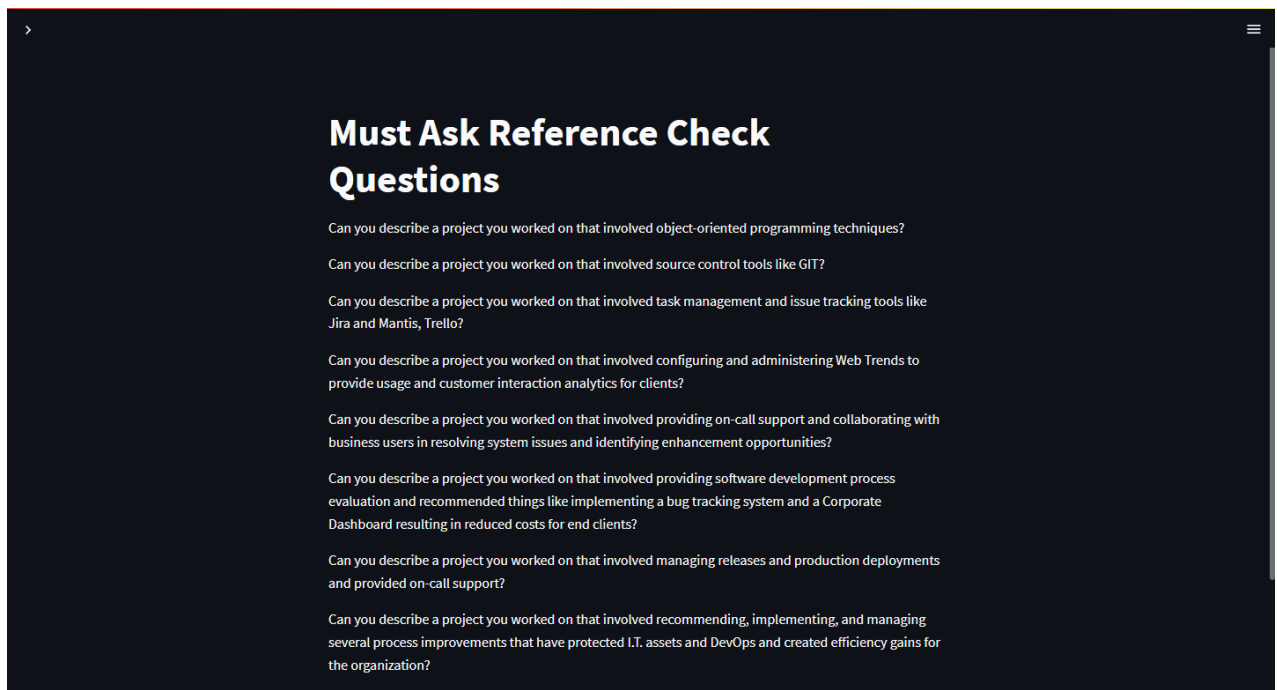 Must Ask Reference Check
Questions
Can you describe a project you worked on that involved object-oriented programming techniques?
Can you describe a project you worked on that involved source control tools like GIT?
Can you describe a project you worked on that involved task management and issue tracking tools like
Jira and Mantis, Trello?
Can you describe a project you worked on that involved configuring and administering Web Trends to
provide usage and customer interaction analytics for clients?
Can you describe a project you worked on that involved providing on-call support and collaborating with
business users in resolving system issues and identifying enhancement opportunities?
Can you describe a project you worked on that involved providing software development process
evaluation and recommended things like implementing a bug tracking system and a Corporate
Dashboard resulting in reduced costs for end clients?
Can you describe a project you worked on that involved managing releases and production deployments
and provided on-call support?
Can you describe a project you worked on that involved recommending, implementing, and managing
several process improvements that have protected I.T. assets and DevOps and created efficiency gains for
the organization?